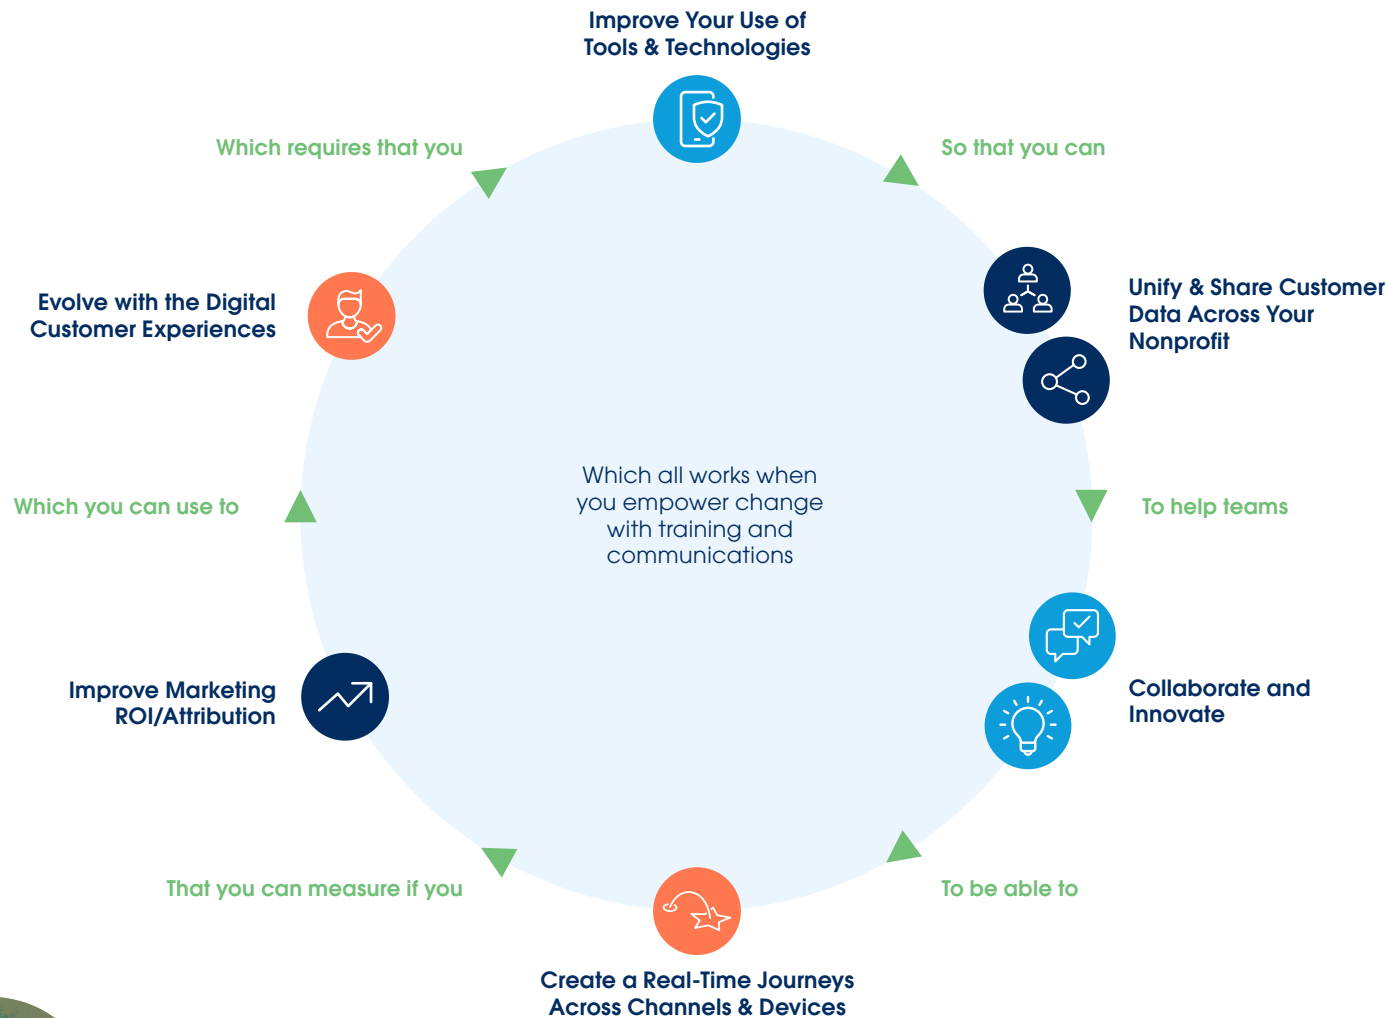 Improve Your Use of
Tools & Technologies
So that you can
Unify & Share Customer
Data Across Your
Nonprofit
To help teams
Collaborate and
Innovate
To be able to
Create a Real-Time Journeys
Across Channels & Devices
That you can measure if you
Improve Marketing
ROI/Attribution
Which you can use to
Evolve with the Digital
Customer Experiences
Which requires that you
Which all works when
you empower change
with training and
communications